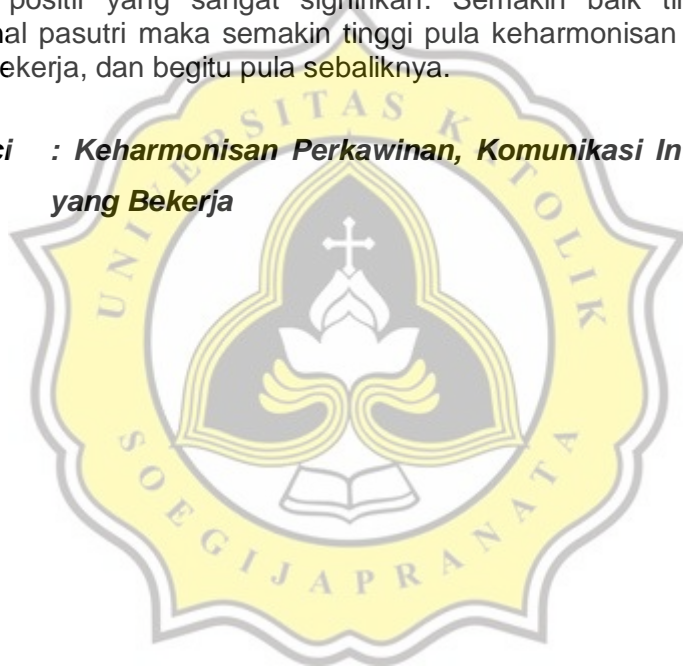 positif yang sangat signifikan. Semakin baik
nal pasutri maka semakin tinggi pula keharmonisan
ekerja, dan begitu pula sebaliknya.
ci : Keharmonisan Perkawinan, Komunikasi In
yang Bekerja
UNIVERSITAS KATOLIK
SOEGIJAPRANATA